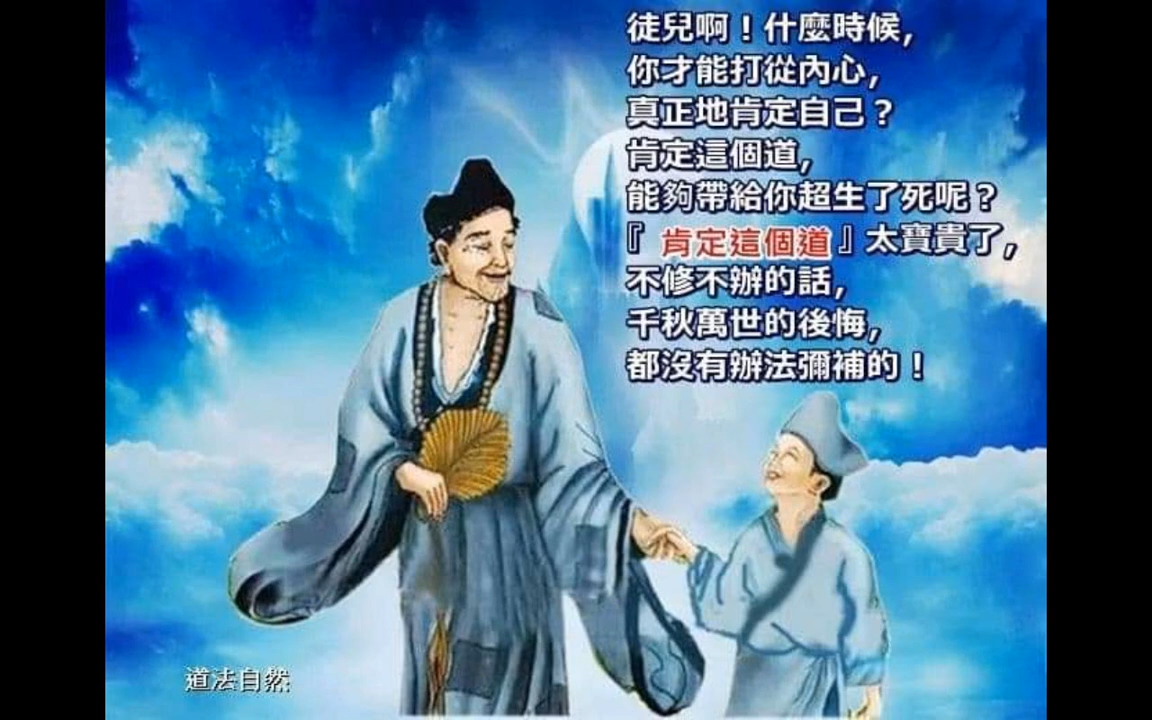 徒兒啊！什麼時候，
你才能打從內心，
真正地肯定自己？
肯定這個道，
能夠帶給你超生了死呢？
『 肯定這個道 』太寶貴了，
不修不辦的話，
千秋萬世的後悔，
都沒有辦法彌補的！
道法自然